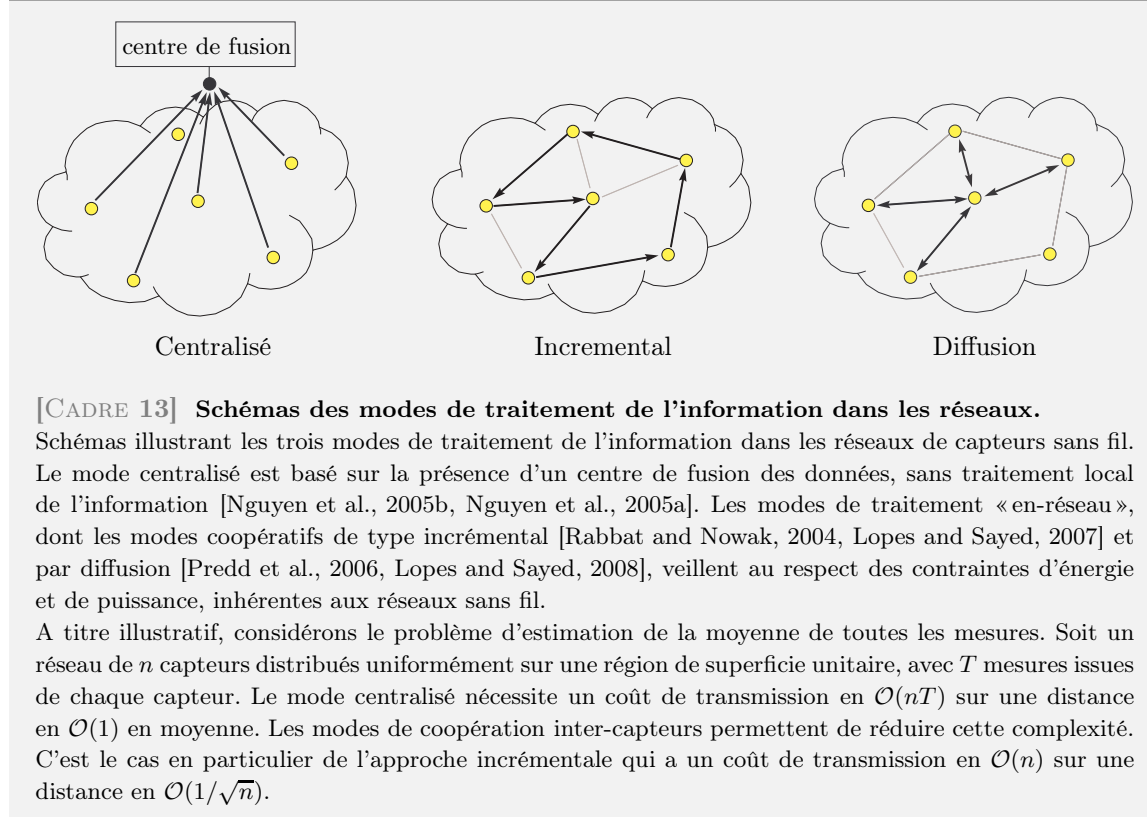 centre de fusion
Centralisé
Incremental
Diffusion
[CADRE 13] Schémas des modes de traitement de l'information dans les réseaux.
Schémas illustrant les trois modes de traitement de l'information dans les réseaux de capteurs sans fil.
Le mode centralisé est basé sur la présence d'un centre de fusion des données, sans traitement local
de l'information [Nguyen et al., 2005b, Nguyen et al., 2005a]. Les modes de traitement «en-réseau»,
dont les modes coopératifs de type incrémental [Rabbat and Nowak, 2004, Lopes and Sayed, 2007] et
par diffusion [Predd et al., 2006, Lopes and Sayed, 2008], veillent au respect des contraintes d'énergie
et de puissance, inhérentes aux réseaux sans fil.
A titre illustratif, considérons le problème d'estimation de la moyenne de toutes les mesures. Soit un
réseau de n capteurs distribués uniformément sur une région de superficie unitaire, avec T mesures issues
de chaque capteur. Le mode centralisé nécessite un coût de transmission en O(nT) sur une distance
en O(1) en moyenne. Les modes de coopération inter-capteurs permettent de réduire cette complexité.
C'est le cas en particulier de l'approche incrémentale qui a un coût de transmission en O(n) sur une
distance en O(1/√n).